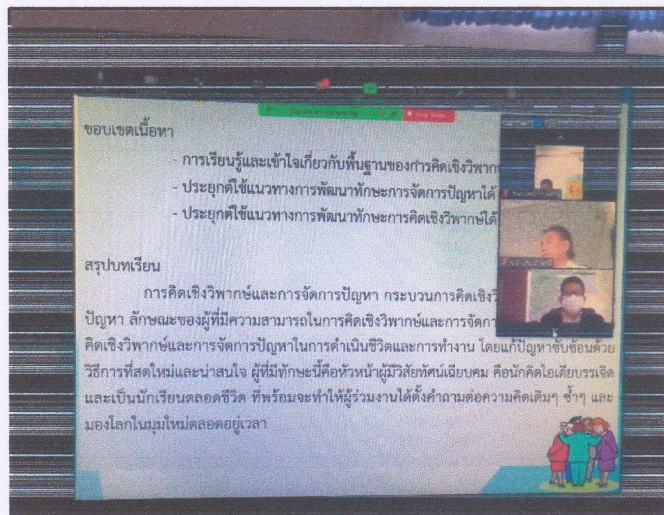 ขอบเขตเนื้อหา
- การเรียนรู้และเข้าใจเกี่ยวกับพื้นฐานของการคิดเชิงวิพาก
- ประยุกต์ใช้แนวทางการพัฒนาทักษะการจัดการปัญหาได้
- ประยุกต์ใช้แนวทางการพัฒนาทักษะการคิดเชิงวิพากษ์ได้
สรุปบทเรียน
การคิดเชิงวิพากษ์และการจัดการปัญหา กระบวนการคิดเชิงวิ
ปัญหา ลักษณะของผู้ที่มีความสามารถในการคิดเชิงวิพากษ์และการจัดกา
คิดเชิงวิพากษ์และการจัดการปัญหาในการดำเนินชีวิตและการทำงาน โดยแก้ปัญหาซับซ้อนด้วย
วิธีการที่สดใหม่และน่าสนใจ ผู้ที่มีทักษะนี้คือหัวหน้าผู้มีวิสัยทัศน์เฉียบคม คือนักคิดไอเดียบรรเจิด
และเป็นนักเรียนตลอดชีวิต ที่พร้อมจะทำให้ผู้ร่วมงานได้ตั้งคำถามต่อความคิดเดิมๆ ซ้ำๆ และ
มองโลกในมุมใหม่ตลอดอยู่เวลา